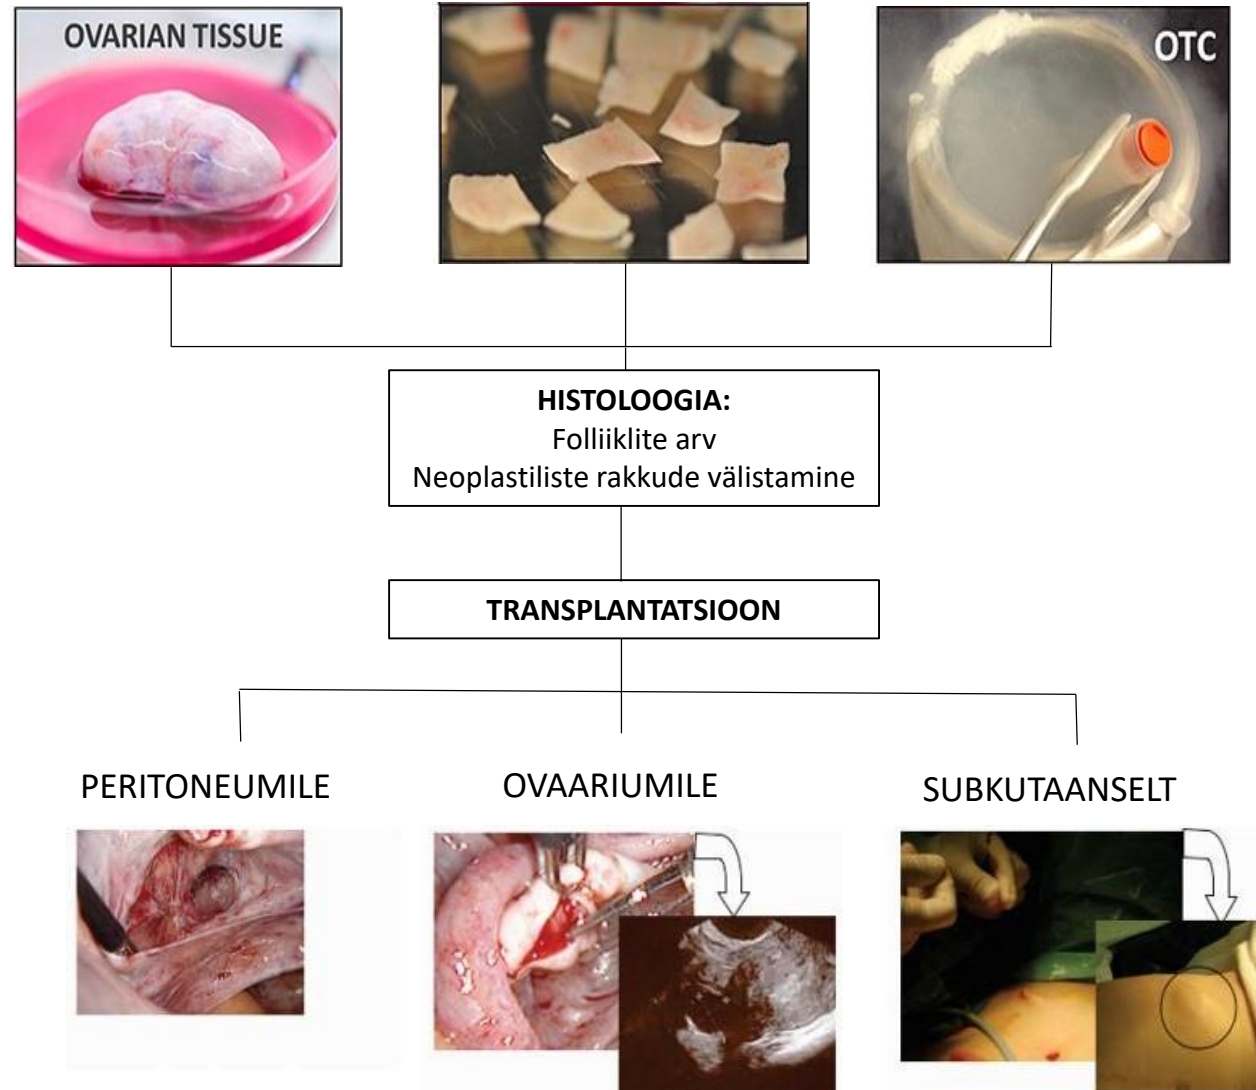 OVARIAN TISSUE
OTC
HISTOLOOGIA:
Folliiklite arv
Neoplastiliste rakkude välistamine
TRANSPLANTATSIOON
PERITONEUMILE
OVAARIUMILE
SUBKUTAANSELT